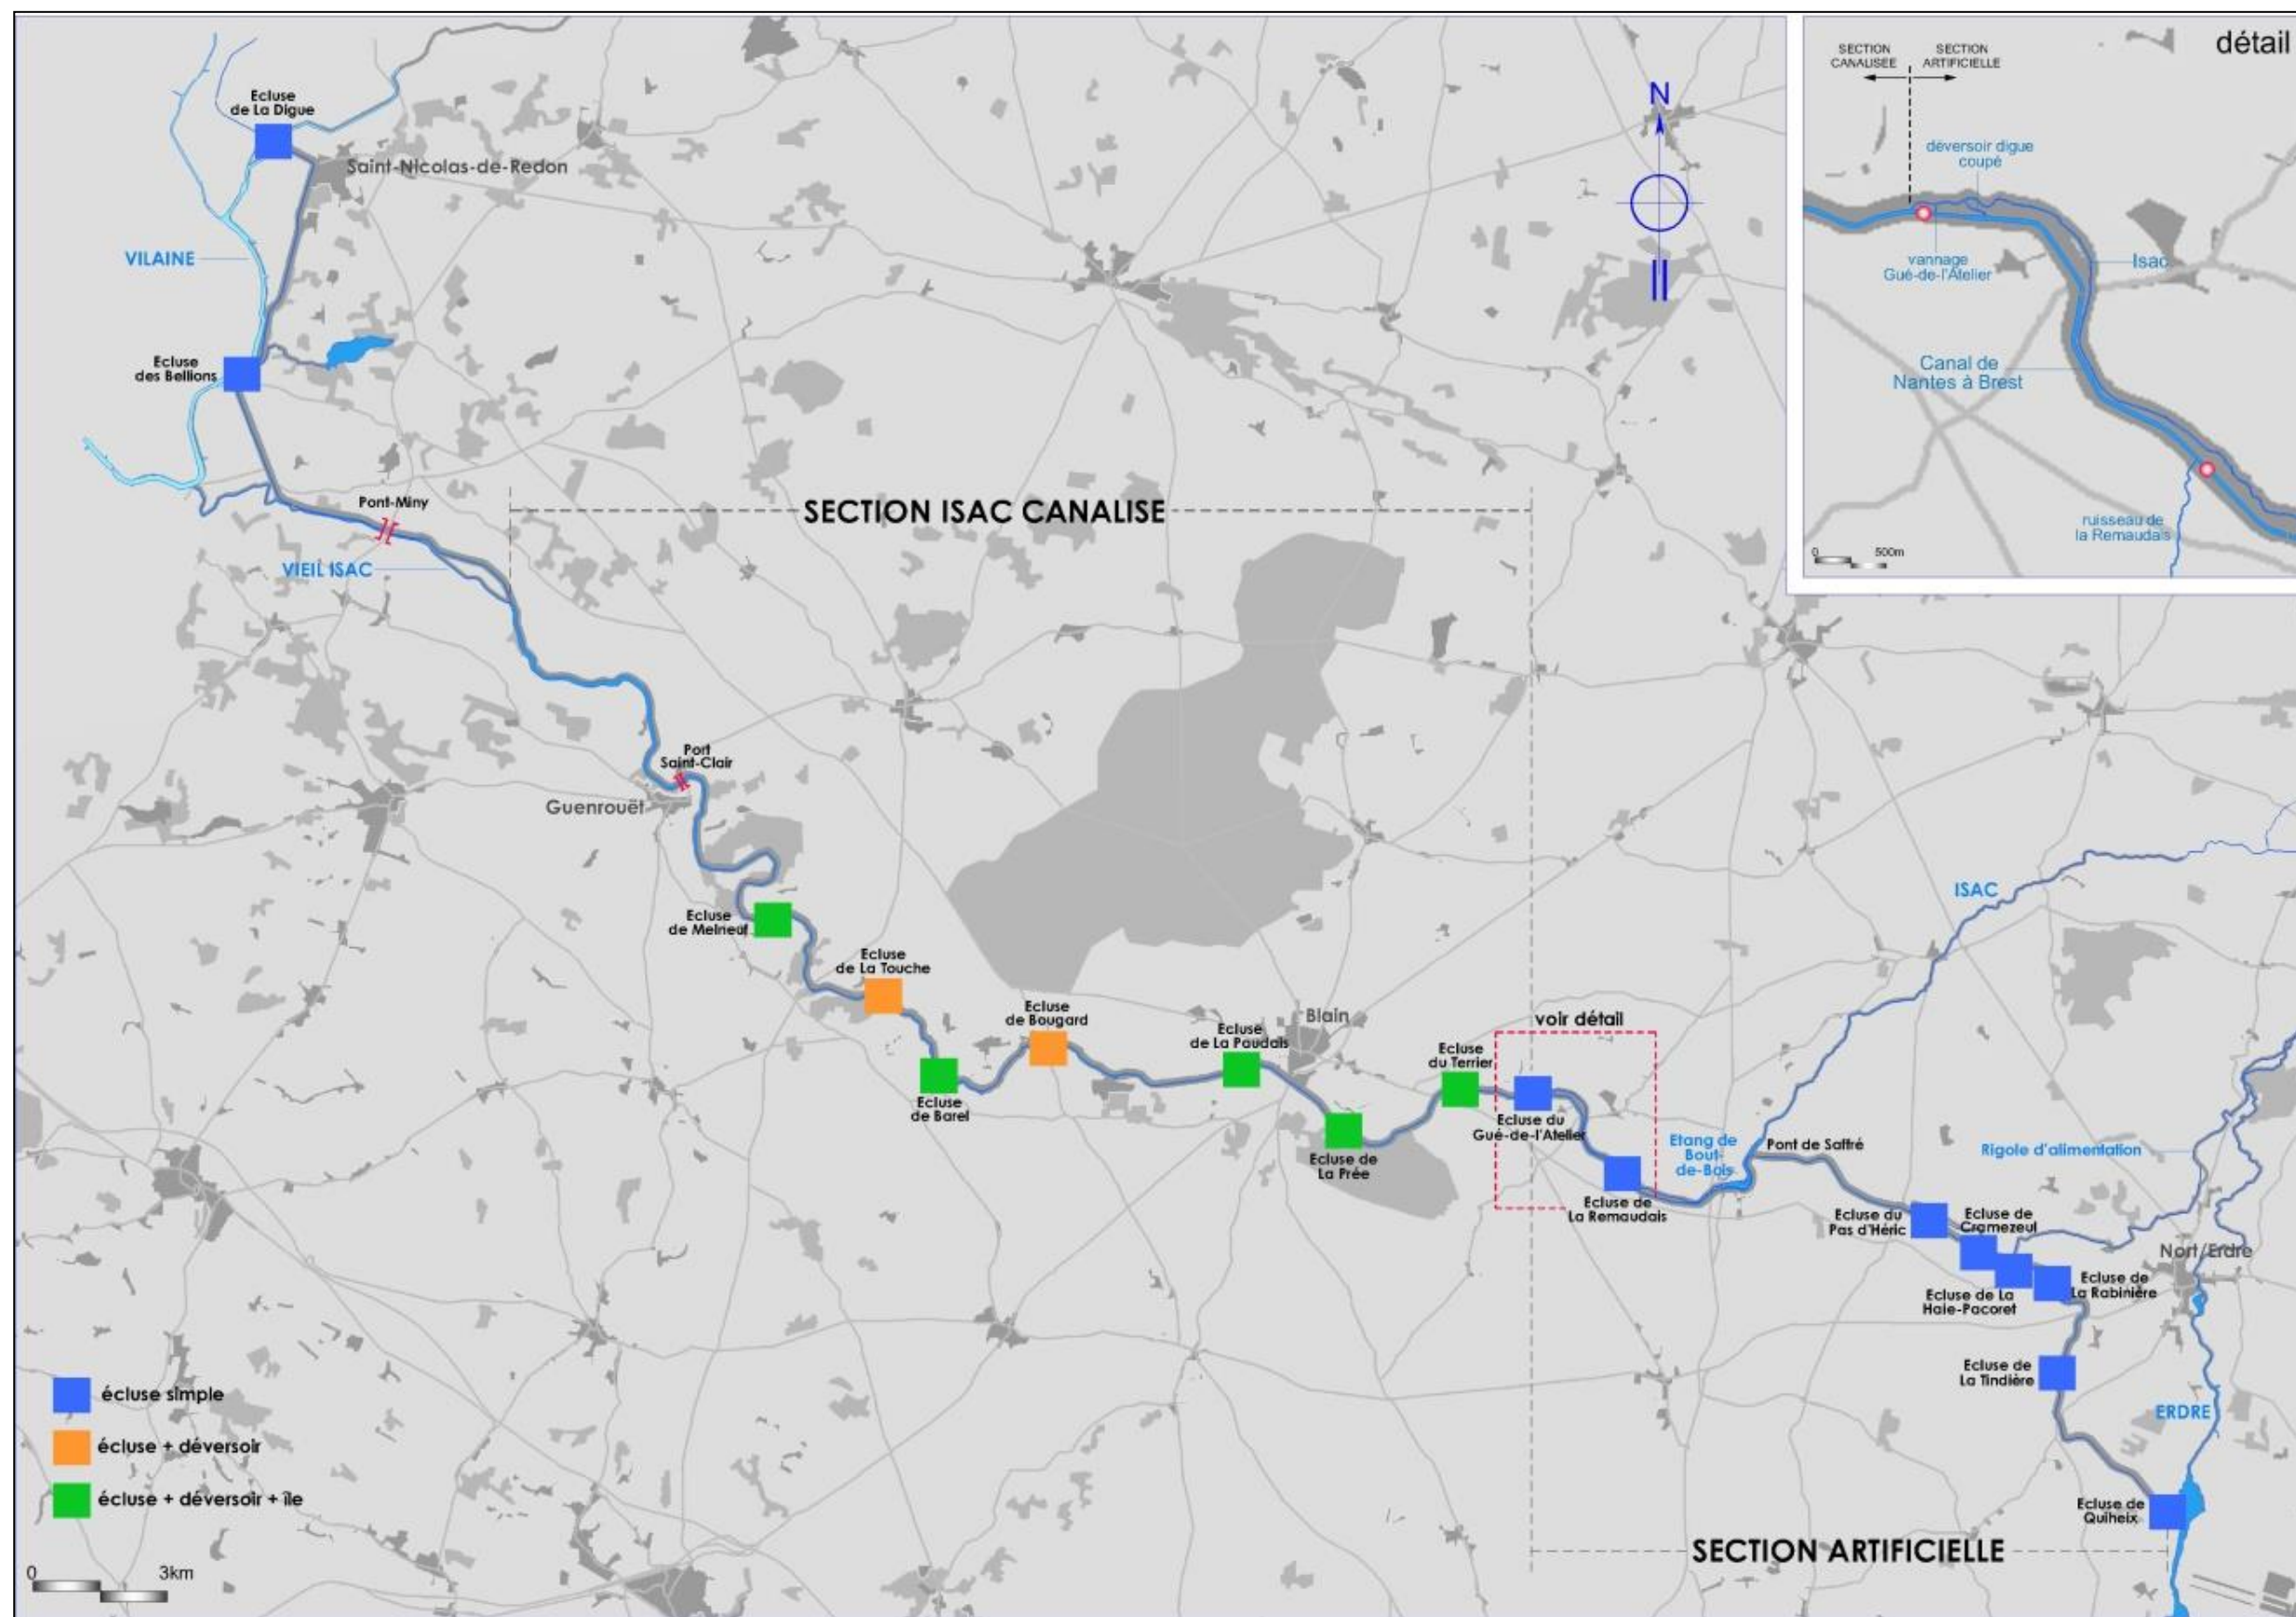 Ecluse
de La Digue
Saint-Nicolas-de-Redon
VILAINE
Ecluse
des Bellions
Pont-Miny
VIEIL ISAC
SECTION ISAC CANALISE
N
Port
Saint-Clair
Guenrouët
Ecluse
de Melneuf
Ecluse
de La Touche
Ecluse
de Barel
Ecluse
de Bougard
Ecluse
de La Paudais
Blain
Ecluse de
La Prée
Ecluse
du Terrier
voir détail
Ecluse du
Gué-de-l'Atelier
Ecluse de
La Remaudais
Etang de
Bout-
de-Bois
Pont de Saffré
ISAC
Rigole d'alimentation
Ecluse du
Pas d'Héric
Ecluse de
Cramezeul
Ecluse de La
Haie-Pacoret
Ecluse de
La Rabinière
Nort/Erdre
Ecluse de
La Tindière
ERDRE
Ecluse de
Quiheix
SECTION ARTIFICIELLE
écluse simple
écluse + déversoir
écluse + déversoir + île
0 3km
détail
SECTION
CANALISEE
SECTION
ARTIFICIELLE
déversoir digue
coupé
vannage
Gué-de-l'Atelier
Isac
Canal de
Nantes à Brest
ruisseau de
la Remaudais
0 500m